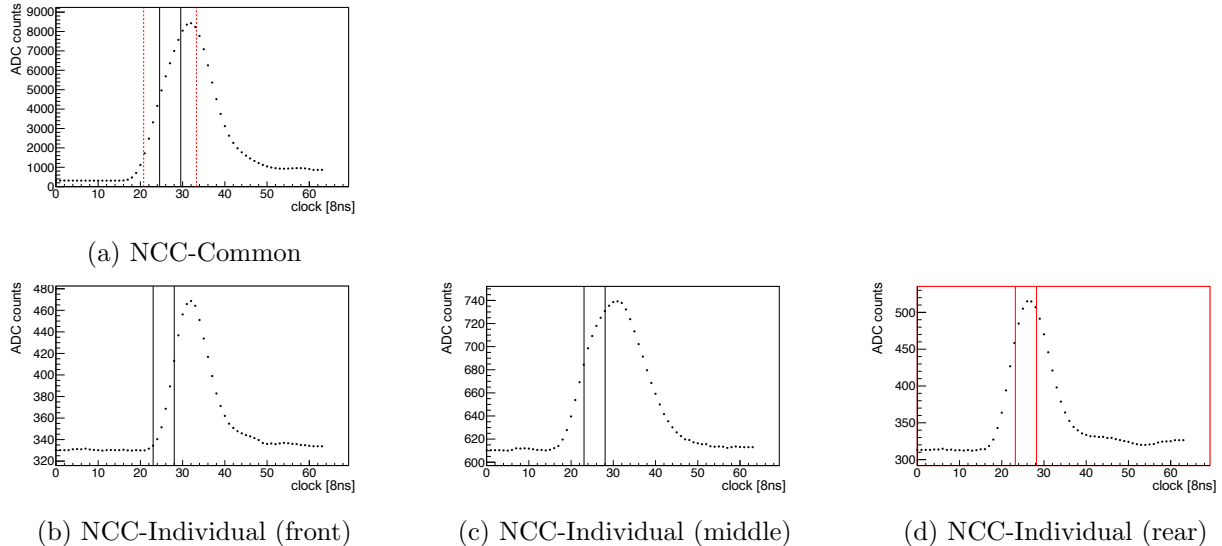 ADC counts
9000
8000
7000
6000
5000
4000
3000
2000
1000
0
0 10 20 30 40 50 60
clock [8ns]
(a) NCC-Common
ADC counts
480
460
440
420
400
380
360
340
320
0 10 20 30 40 50 60
clock [8ns]
(b) NCC-Individual (front)
ADC counts
740
720
700
680
660
640
620
600
0 10 20 30 40 50 60
clock [8ns]
(c) NCC-Individual (middle)
ADC counts
500
450
400
350
300
0 10 20 30 40 50 60
clock [8ns]
(d) NCC-Individual (rear)